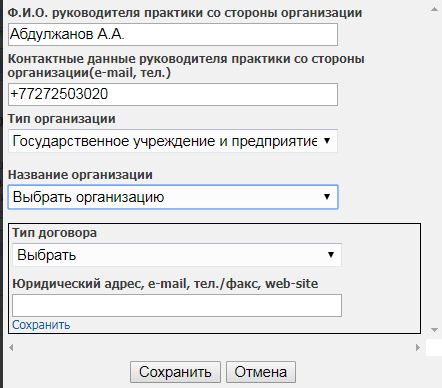 Ф.И.О. руководителя практики со стороны организации
Абдулжанов А.А.
Контактные данные руководителя практики со стороны
организации(e-mail, тел.)
+77272503020
Тип организации
Государственное учреждение и предприятие
Название организации
Выбрать организацию
Тип договора
Выбрать
Юридический адрес, e-mail, тел./факс, web-site
Сохранить
Сохранить Отмена